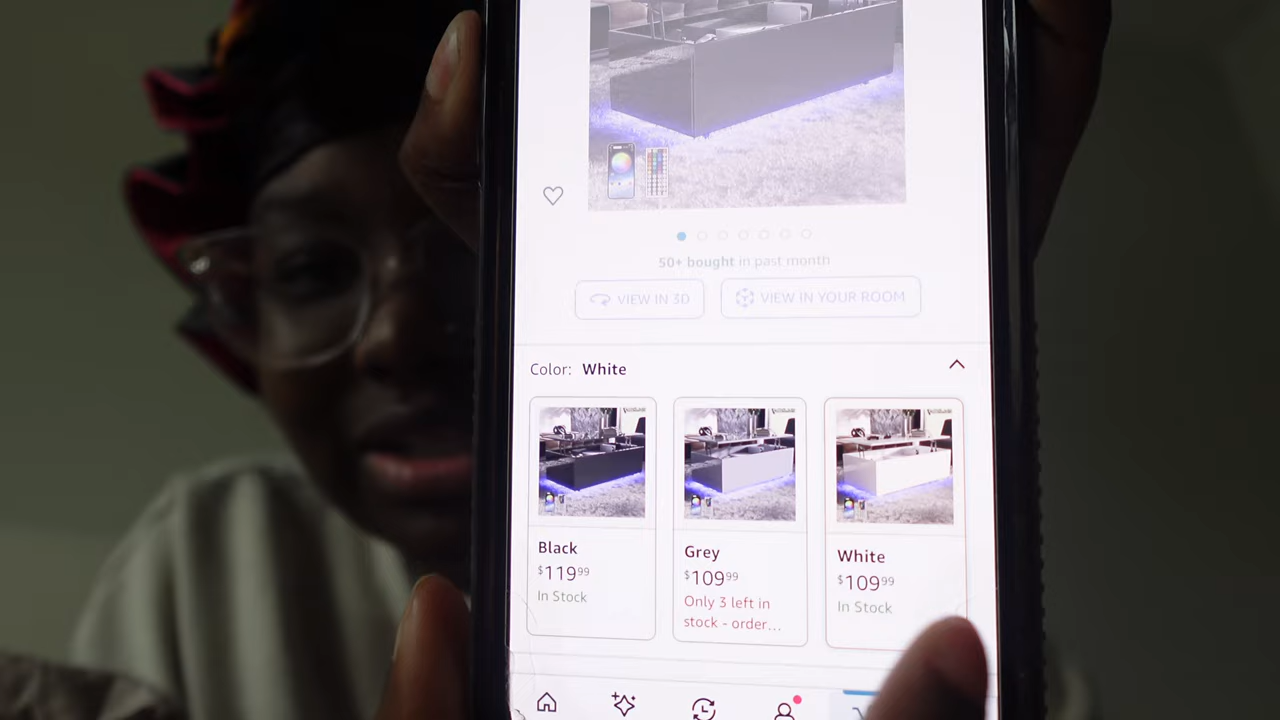 50+ bought in past month
VIEW IN 3D
VIEW IN YOUR ROOM
Color: White
Black
$119.99
In Stock
Grey
$109.99
Only 3 left in
stock - order...
White
$109.99
In Stock